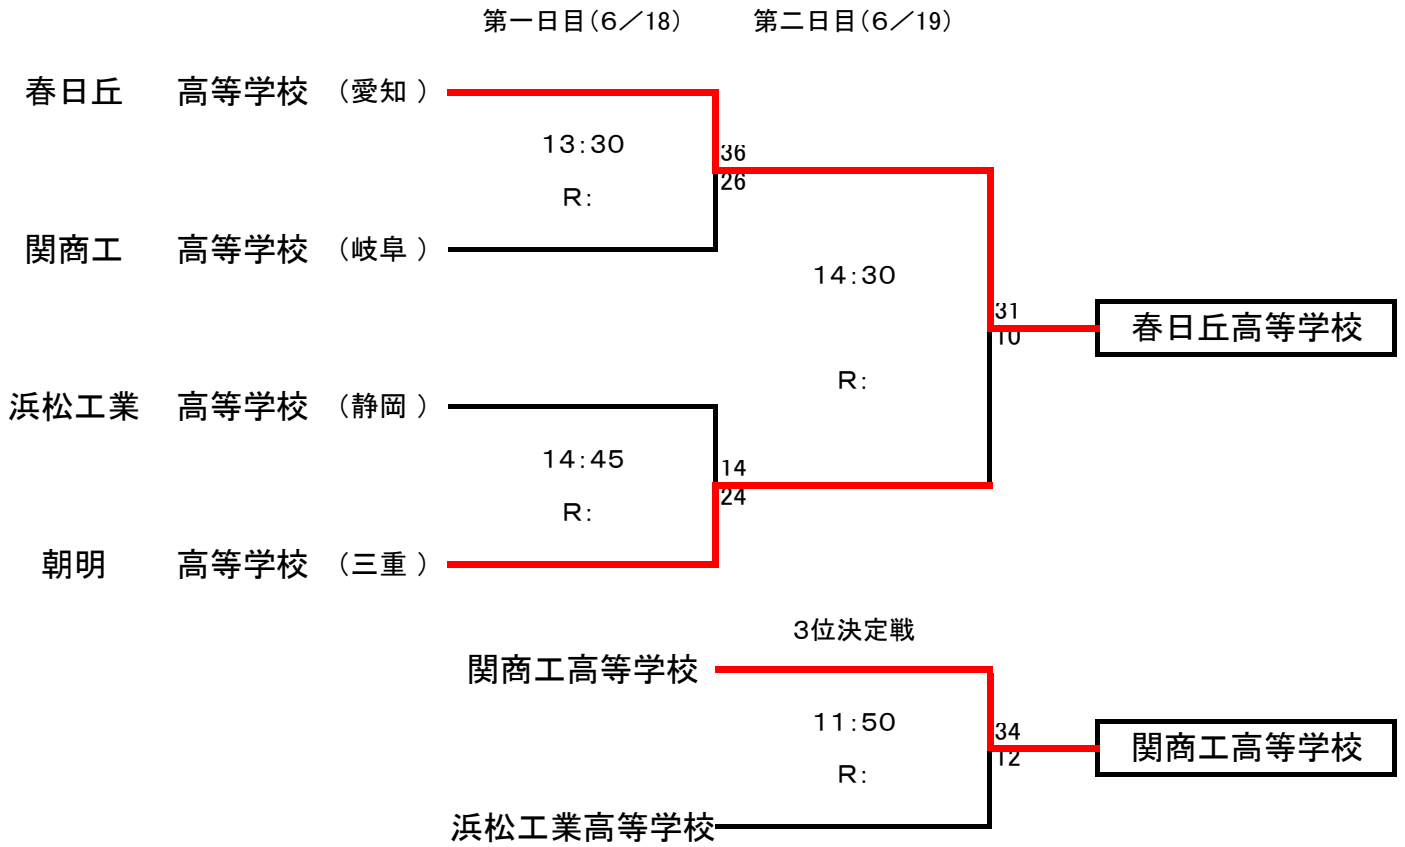 第一日目（６／18） 第二日目（６／19）
春日丘 高等学校 （愛知 ）
１３：３０
36
26
Ｒ：
関商工 高等学校 （岐阜 ）
１４：３０
31
10
春日丘高等学校
Ｒ：
浜松工業 高等学校 （静岡 ）
１４：４５
14
24
Ｒ：
朝明 高等学校 （三重 ）
３位決定戦
関商工高等学校
１１：５０
34
12
関商工高等学校
Ｒ：
浜松工業高等学校